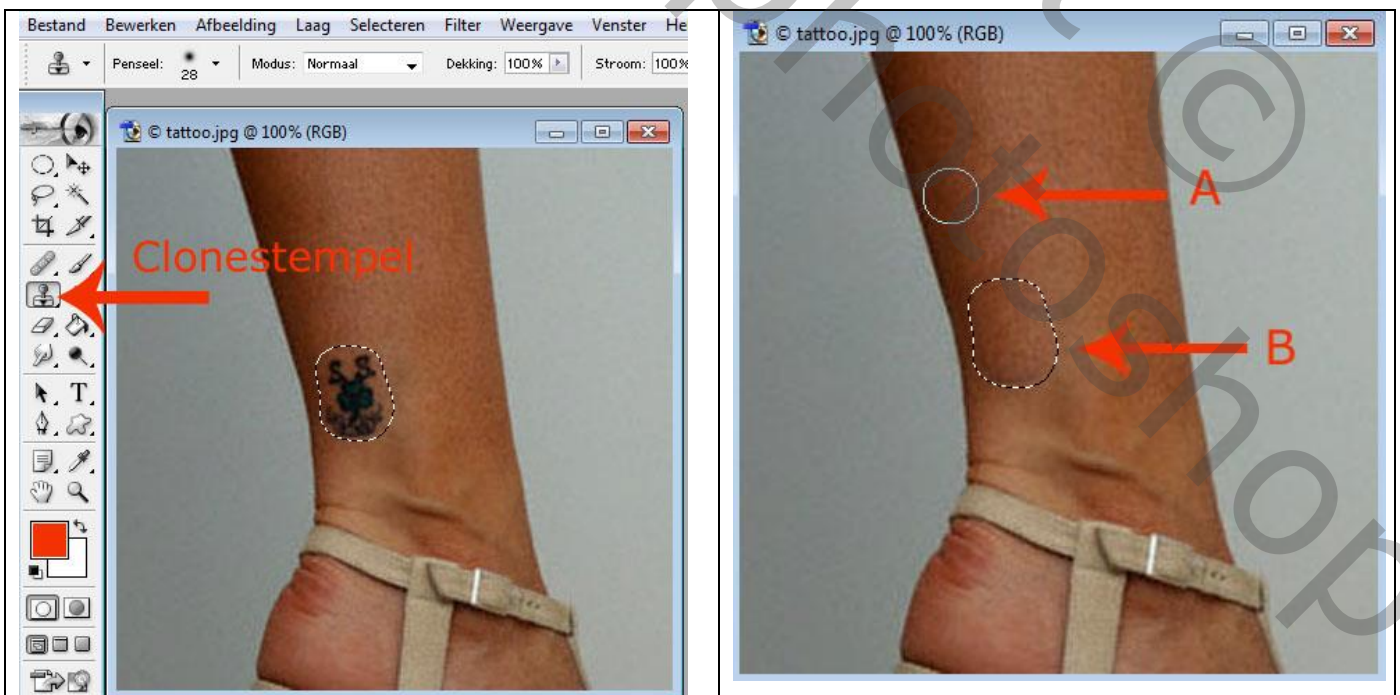 Bestand Bewerken Afbeelding Laag Selecteren Filter Weergave Venster He
Penseel: 28 Modus: Normaal Dekking: 100% Stroom: 100%
© tattoo.jpg @ 100% (RGB)
Clonestempel
S S
T
© tattoo.jpg @ 100% (RGB)
A
B
photoshop ©